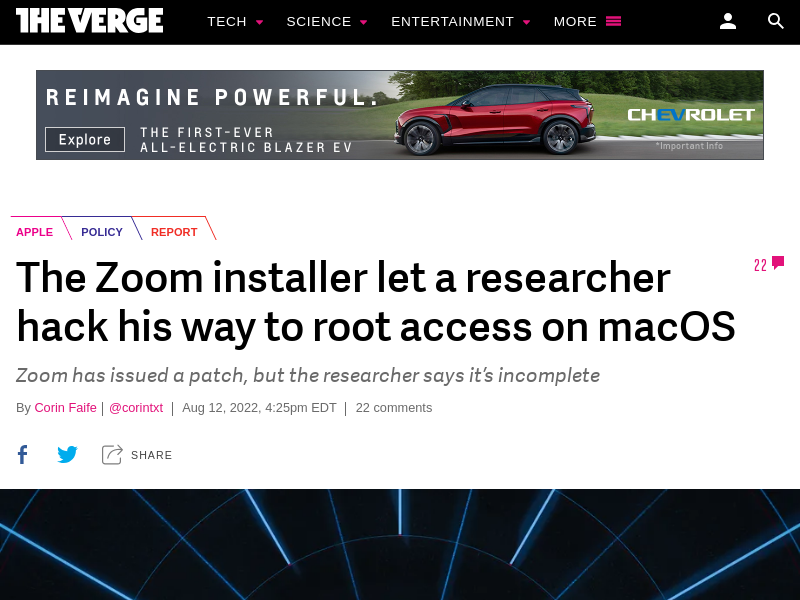 THE VERGE
TECH SCIENCE ENTERTAINMENT MORE
REIMAGINE POWERFUL.
Explore
THE FIRST-EVER
ALL-ELECTRIC BLAZER EV
CHEVROLET
*Important Info
APPLE POLICY REPORT
The Zoom installer let a researcher
hack his way to root access on macOS
22
Zoom has issued a patch, but the researcher says it's incomplete
By Corin Faife | @corintxt | Aug 12, 2022, 4:25pm EDT | 22 comments
SHARE